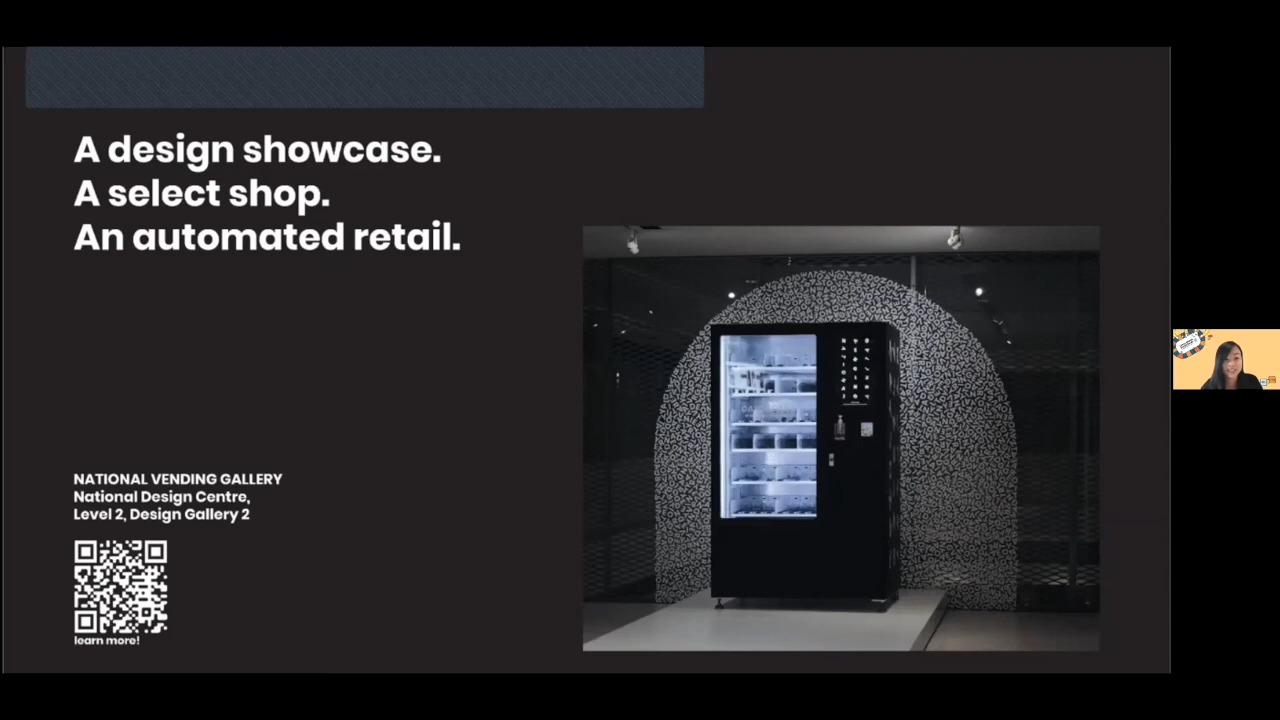 A design showcase.
A select shop.
An automated retail.
NATIONAL VENDING GALLERY
National Design Centre,
Level 2, Design Gallery 2
learn more!